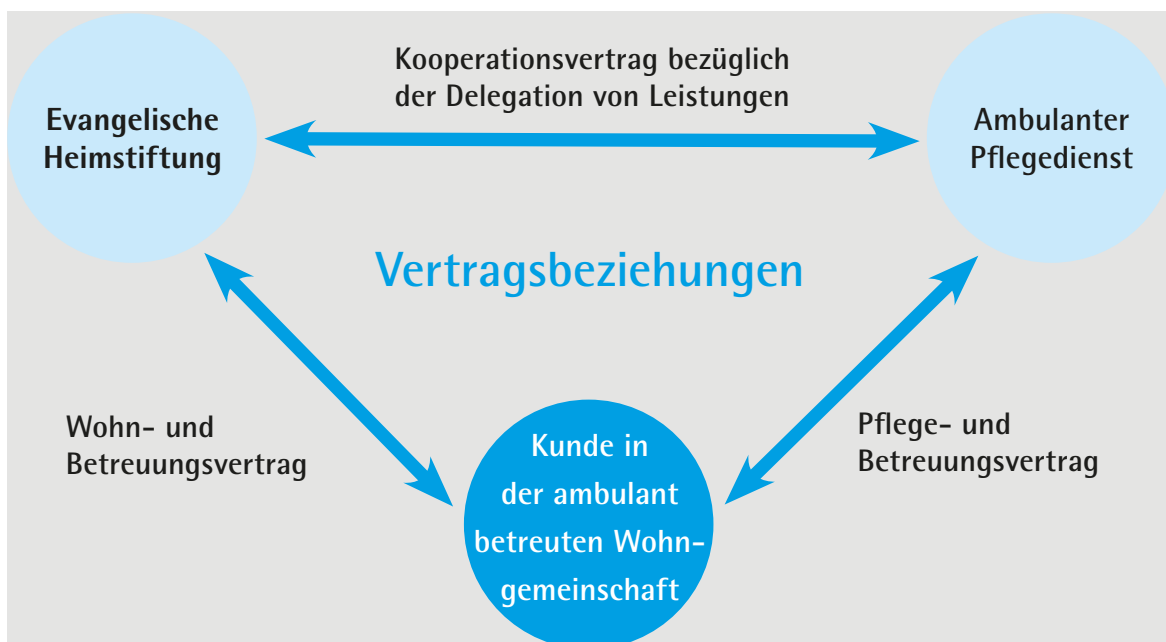 Kooperationsvertrag bezüglich
der Delegation von Leistungen
Evangelische
Heimstiftung
Ambulanter
Pflegedienst
Vertragsbeziehungen
Wohn- und
Betreuungsvertrag
Pflege- und
Betreuungsvertrag
Kunde in
der ambulant
betreuten Wohn-
gemeinschaft